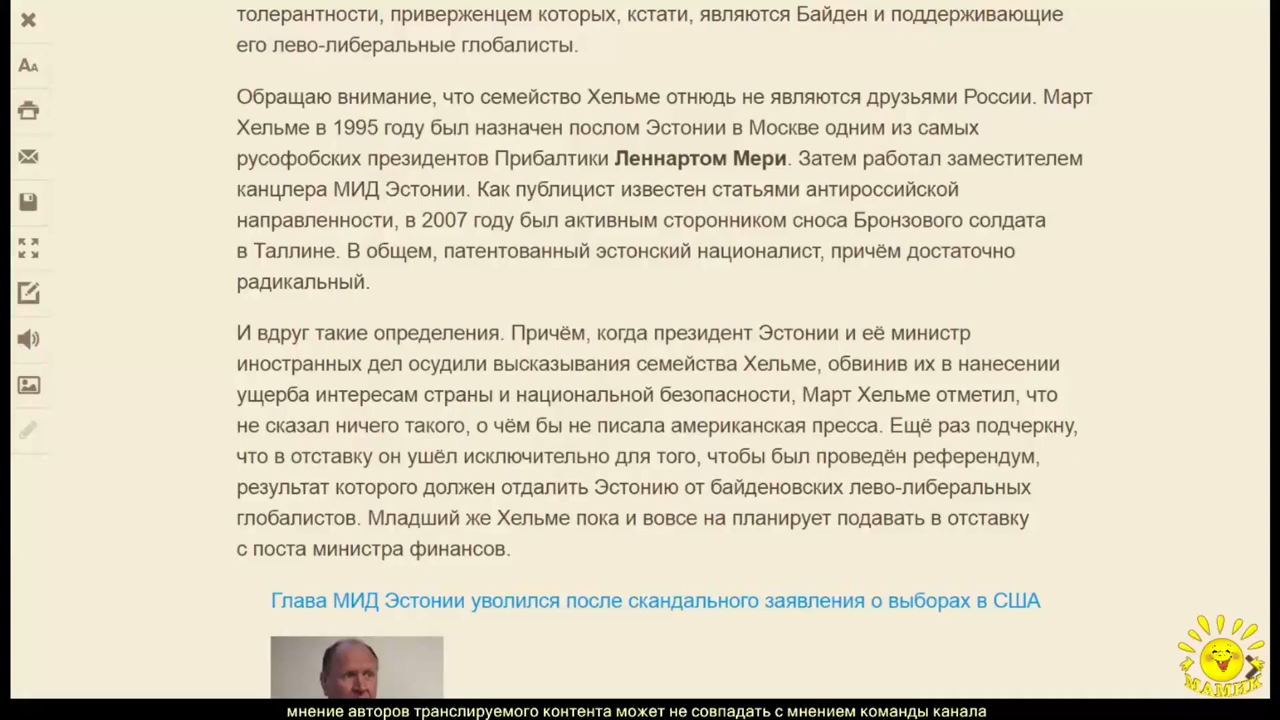 толерантности, приверженцем которых, кстати, являются Байден и поддерживающие
его лево-либеральные глобалисты.
Обращаю внимание, что семейство Хельме отнюдь не являются друзьями России. Март
Хельме в 1995 году был назначен послом Эстонии в Москве одним из самых
русофобских президентов Прибалтики Леннартом Мери. Затем работал заместителем
канцлера МИД Эстонии. Как публицист известен статьями антироссийской
направленности, в 2007 году был активным сторонником сноса Бронзового солдата
в Таллине. В общем, патентованный эстонский националист, причём достаточно
радикальный.
И вдруг такие определения. Причём, когда президент Эстонии и её министр
иностранных дел осудили высказывания семейства Хельме, обвинив их в нанесении
ущерба интересам страны и национальной безопасности, Март Хельме отметил, что
не сказал ничего такого, о чём бы не писала американская пресса. Ещё раз подчеркну,
что в отставку он ушёл исключительно для того, чтобы был проведён референдум,
результат которого должен отдалить Эстонию от байденовских лево-либеральных
глобалистов. Младший же Хельме пока и вовсе на планирует подавать в отставку
с поста министра финансов.
Глава МИД Эстонии уволился после скандального заявления о выборах в США
МАМИК
мнение авторов транслируемого контента может не совпадать с мнением команды канала